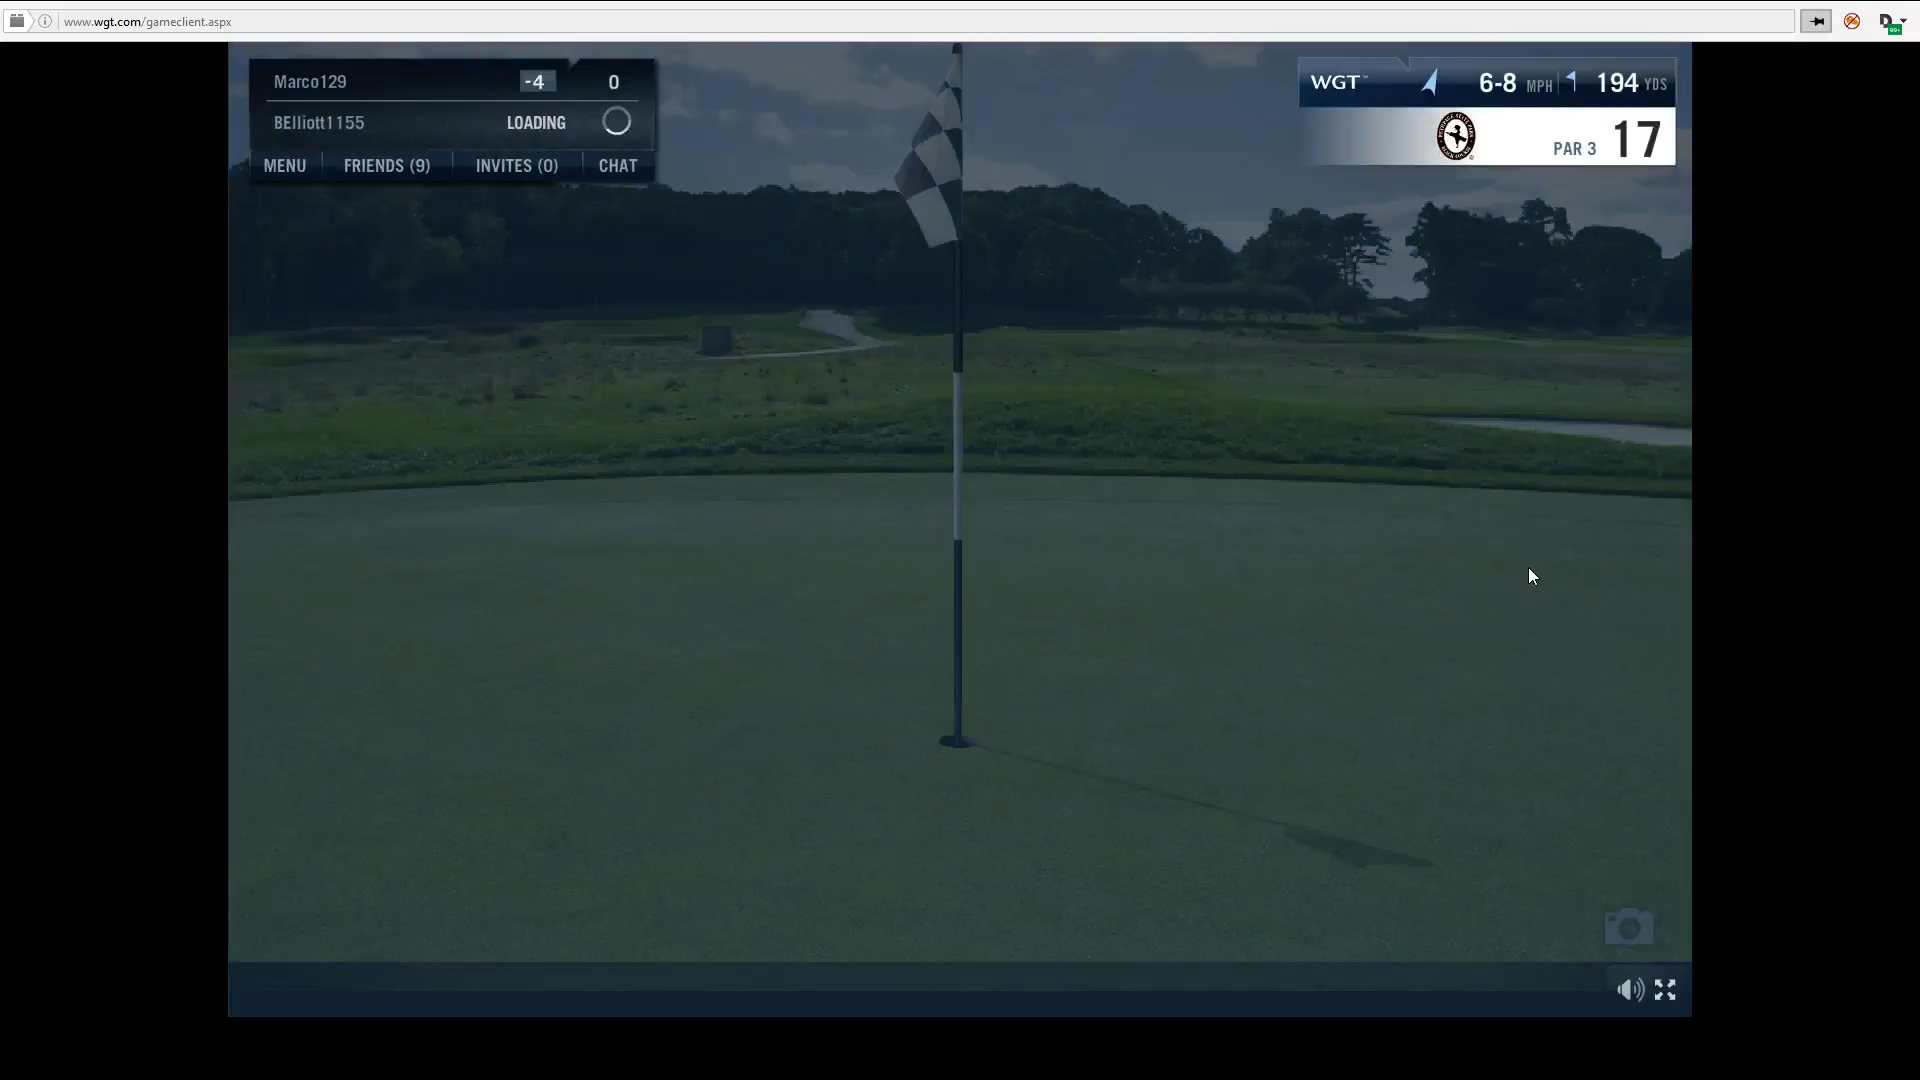 www.wgt.com/gameclient.aspx
Marco129 -4 0
BElliott1155 LOADING
MENU FRIENDS (9) INVITES (0) CHAT
WGT 6-8 MPH 194 YDS
PAR 3 17